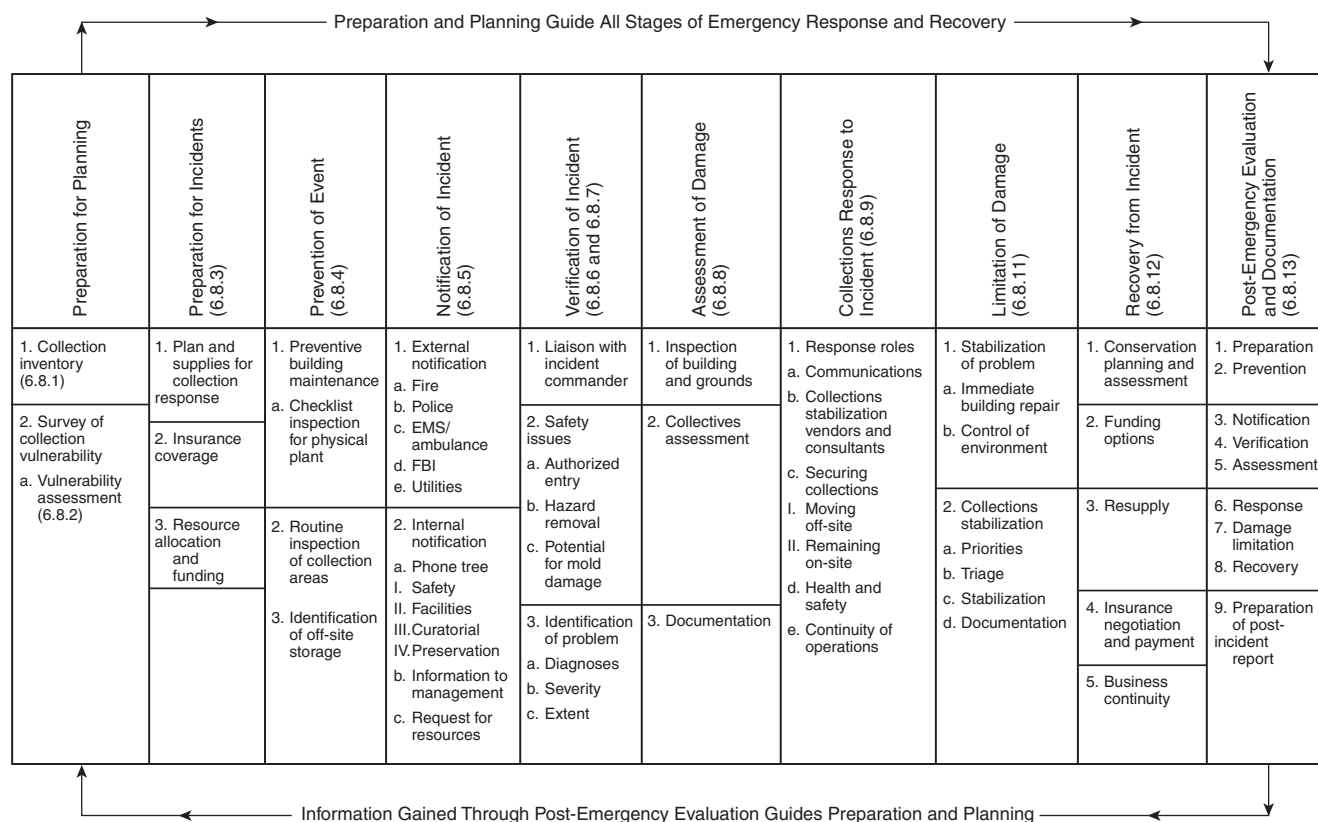 Preparation and Planning Guide All Stages of Emergency Response and Recovery
Preparation for Planning
Preparation for Incidents
(6.8.3)
Prevention of Event
(6.8.4)
Notification of Incident
(6.8.5)
Verification of Incident
(6.8.6 and 6.8.7)
Assessment of Damage
(6.8.8)
Collections Response to
Incident (6.8.9)
Limitation of Damage
(6.8.11)
Recovery from Incident
(6.8.12)
Post-Emergency Evaluation
and Documentation
(6.8.13)
1. Collection
inventory
(6.8.1)
2. Survey of
collection
vulnerability
a. Vulnerability
assessment
(6.8.2)
1. Plan and
supplies for
collection
response
2. Insurance
coverage
3. Resource
allocation
and
funding
1. Preventive
building
maintenance
a. Checklist
inspection
for physical
plant
2. Routine
inspection
of collection
areas
3. Identification
of off-site
storage
1. External
notification
a. Fire
b. Police
c. EMS/
ambulance
d. FBI
e. Utilities
2. Internal
notification
a. Phone tree
I. Safety
II. Facilities
III. Curatorial
IV. Preservation
b. Information to
management
c. Request for
resources
1. Liaison with
incident
commander
2. Safety
issues
a. Authorized
entry
b. Hazard
removal
c. Potential
for mold
damage
3. Identification
of problem
a. Diagnoses
b. Severity
c. Extent
1. Inspection
of building
and grounds
2. Collectives
assessment
3. Documentation
1. Response roles
a. Communications
b. Collections
stabilization
vendors and
consultants
c. Securing
collections
I. Moving
off-site
II. Remaining
on-site
d. Health and
safety
e. Continuity of
operations
1. Stabilization
of problem
a. Immediate
building repair
b. Control of
environment
2. Collections
stabilization
a. Priorities
b. Triage
c. Stabilization
d. Documentation
1. Conservation
planning and
assessment
2. Funding
options
3. Resupply
4. Insurance
negotiation
and payment
5. Business
continuity
1. Preparation
2. Prevention
3. Notification
4. Verification
5. Assessment
6. Response
7. Damage
limitation
8. Recovery
9. Preparation
of post-
incident
report
Information Gained Through Post-Emergency Evaluation Guides Preparation and Planning